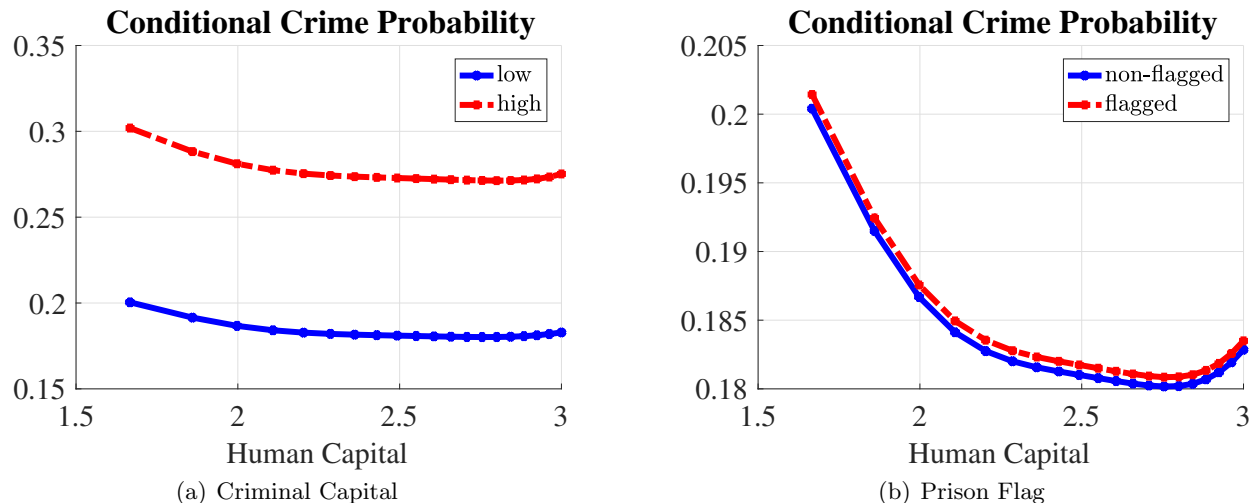 Conditional Crime Probability
0.35
0.3
0.25
0.2
0.15
1.5
2
2.5
3
low
high
Human Capital
(a) Criminal Capital
Conditional Crime Probability
0.205
0.2
0.195
0.19
0.185
0.18
1.5
2
2.5
3
non-flagged
flagged
Human Capital
(b) Prison Flag